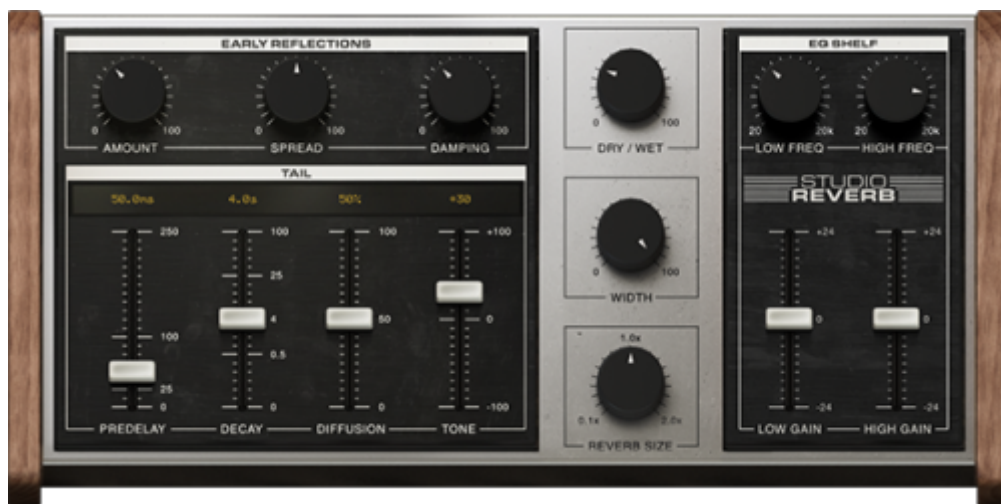 EARLY REFLECTIONS
0 100
AMOUNT
0 100
SPREAD
0 100
DAMPING
TAIL
50.0ms 4.0s 50% +30
250
100
25
0
PREDELAY
100
25
4
0.5
0
DECAY
100
50
0
DIFFUSION
+100
0
-100
TONE
0 100
DRY / WET
0 100
WIDTH
1.0x
0.1x 2.0x
REVERB SIZE
EQ SHELF
20 20k
LOW FREQ
20 20k
HIGH FREQ
STUDIO
REVERB
+24
0
-24
LOW GAIN
+24
0
-24
HIGH GAIN